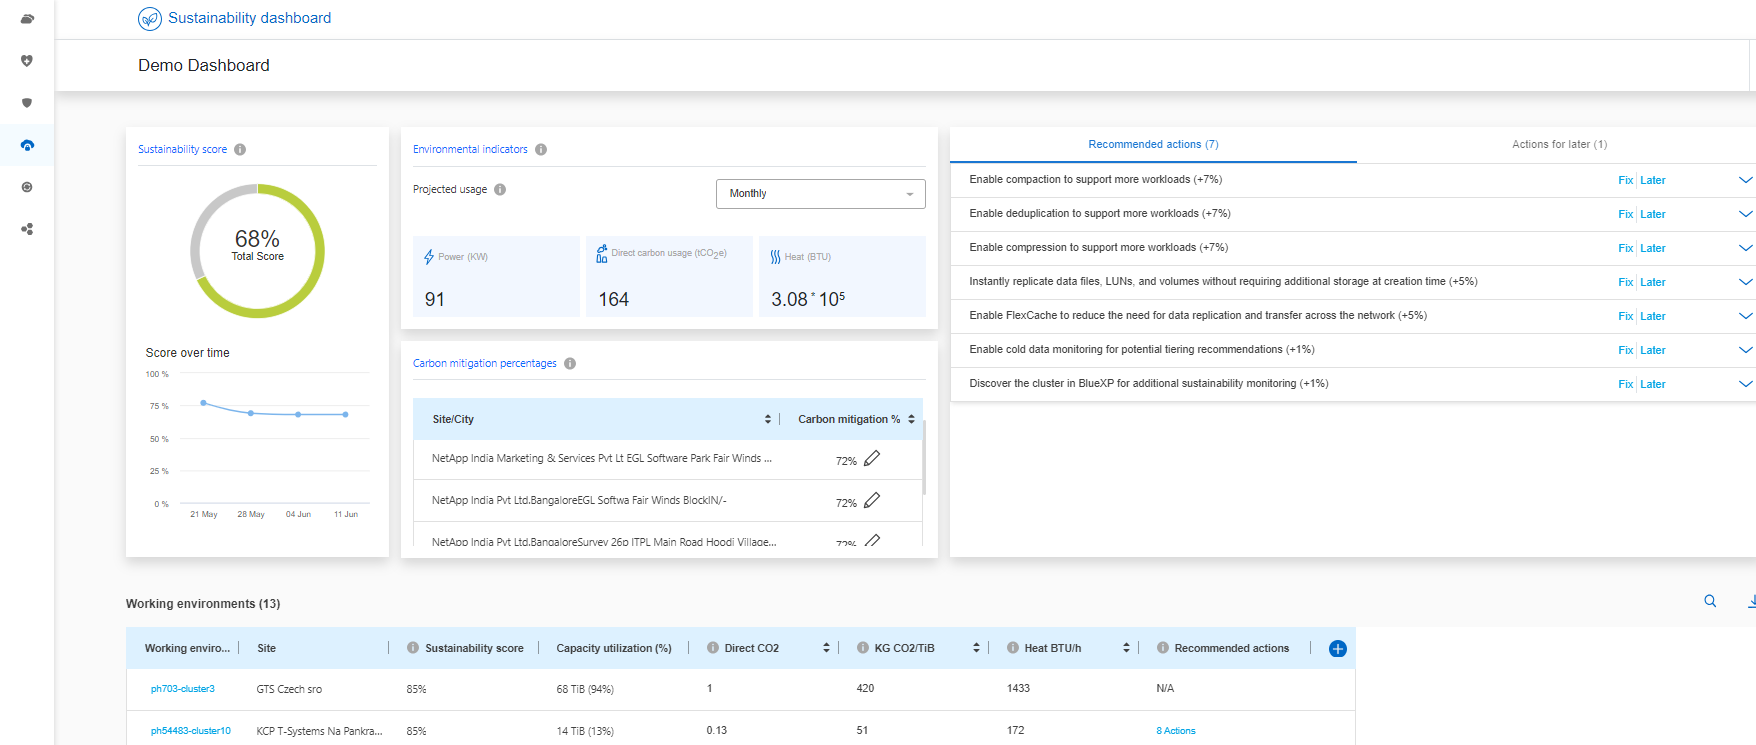 Sustainability dashboard
Demo Dashboard
Sustainability score
68%
Total Score
Score over time
100 %
75 %
50 %
25 %
0 %
21 May 28 May 04 Jun 11 Jun
Environmental indicators
Projected usage
Monthly
Power (KW)
91
Direct carbon usage (tCO2e)
164
Heat (BTU)
3.08 * 10⁵
Carbon mitigation percentages
Site/City Carbon mitigation %
NetApp India Marketing & Services Pvt Lt EGL Software Park Fair Winds ... 72%
NetApp India Pvt Ltd.BangaloreEGL Softwa Fair Winds BlockIN/- 72%
NetApp India Pvt Ltd.BangaloreSurvey 26p ITPL Main Road Hoodi Village... 72%
Recommended actions (7) Actions for later (1)
Enable compaction to support more workloads (+7%) Fix Later
Enable deduplication to support more workloads (+7%) Fix Later
Enable compression to support more workloads (+7%) Fix Later
Instantly replicate data files, LUNs, and volumes without requiring additional storage at creation time (+5%) Fix Later
Enable FlexCache to reduce the need for data replication and transfer across the network (+5%) Fix Later
Enable cold data monitoring for potential tiering recommendations (+1%) Fix Later
Discover the cluster in BlueXP for additional sustainability monitoring (+1%) Fix Later
Working environments (13)
Working enviro... Site Sustainability score Capacity utilization (%) Direct CO2 KG CO2/TiB Heat BTU/h Recommended actions
ph703-cluster3 GTS Czech sro 85% 68 TiB (94%) 1 420 1433 N/A
ph54483-cluster10 KCP T-Systems Na Pankra... 85% 14 TiB (13%) 0.13 51 172 8 Actions